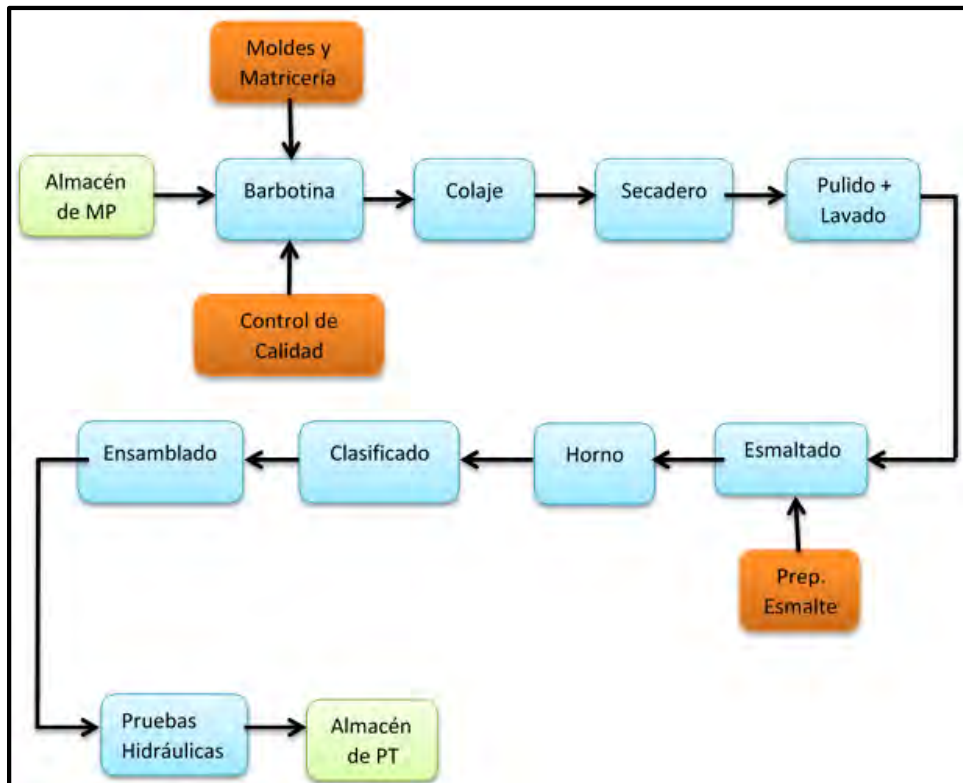 Moldes y
Matricería
Almacén
de MP
Barbotina
Colaje
Secadero
Pulido +
Lavado
Control de
Calidad
Ensamblado
Clasificado
Horno
Esmaltado
Prep.
Esmalte
Pruebas
Hidráulicas
Almacén
de PT